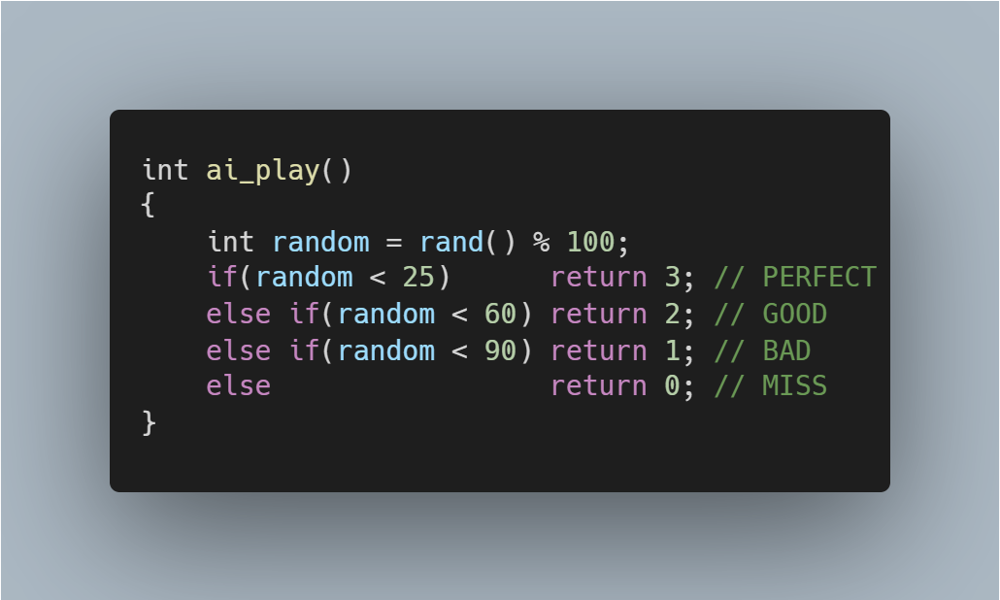 int ai_play()
{
    int random = rand() % 100;
    if(random < 25)      return 3; // PERFECT
    else if(random < 60) return 2; // GOOD
    else if(random < 90) return 1; // BAD
    else                 return 0; // MISS
}